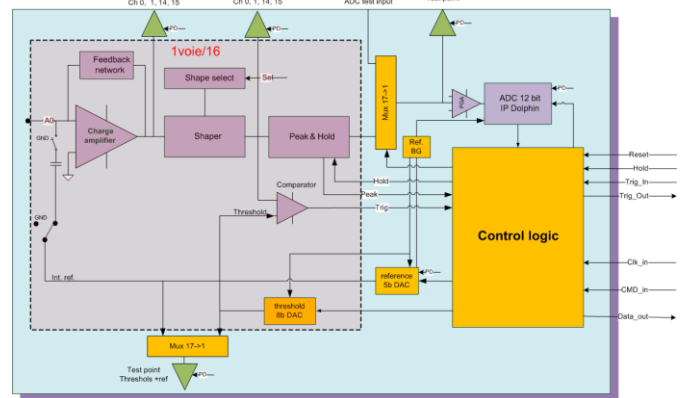 Ch 0, 1, 14, 15
Ch 0, 1, 14, 15
ADC test input
Test point
PD
PD
PD
1voie/16
Feedback
network
Shape select
Sel
A0
GND
Charge
amplifier
Shaper
Peak & Hold
Mux 17->1
PGA
ADC 12 bit
IP Dolphin
PD
Ref.
BG
Reset
Hold
Trig_In
Trig_Out
Hold
Peak
Comparator
Trig
Threshold
GND
Control logic
Int. ref.
reference
5b DAC
PD
Clk_in
CMD_in
Data_out
threshold
8b DAC
Mux 17->1
Test point
Threshols +ref
PD